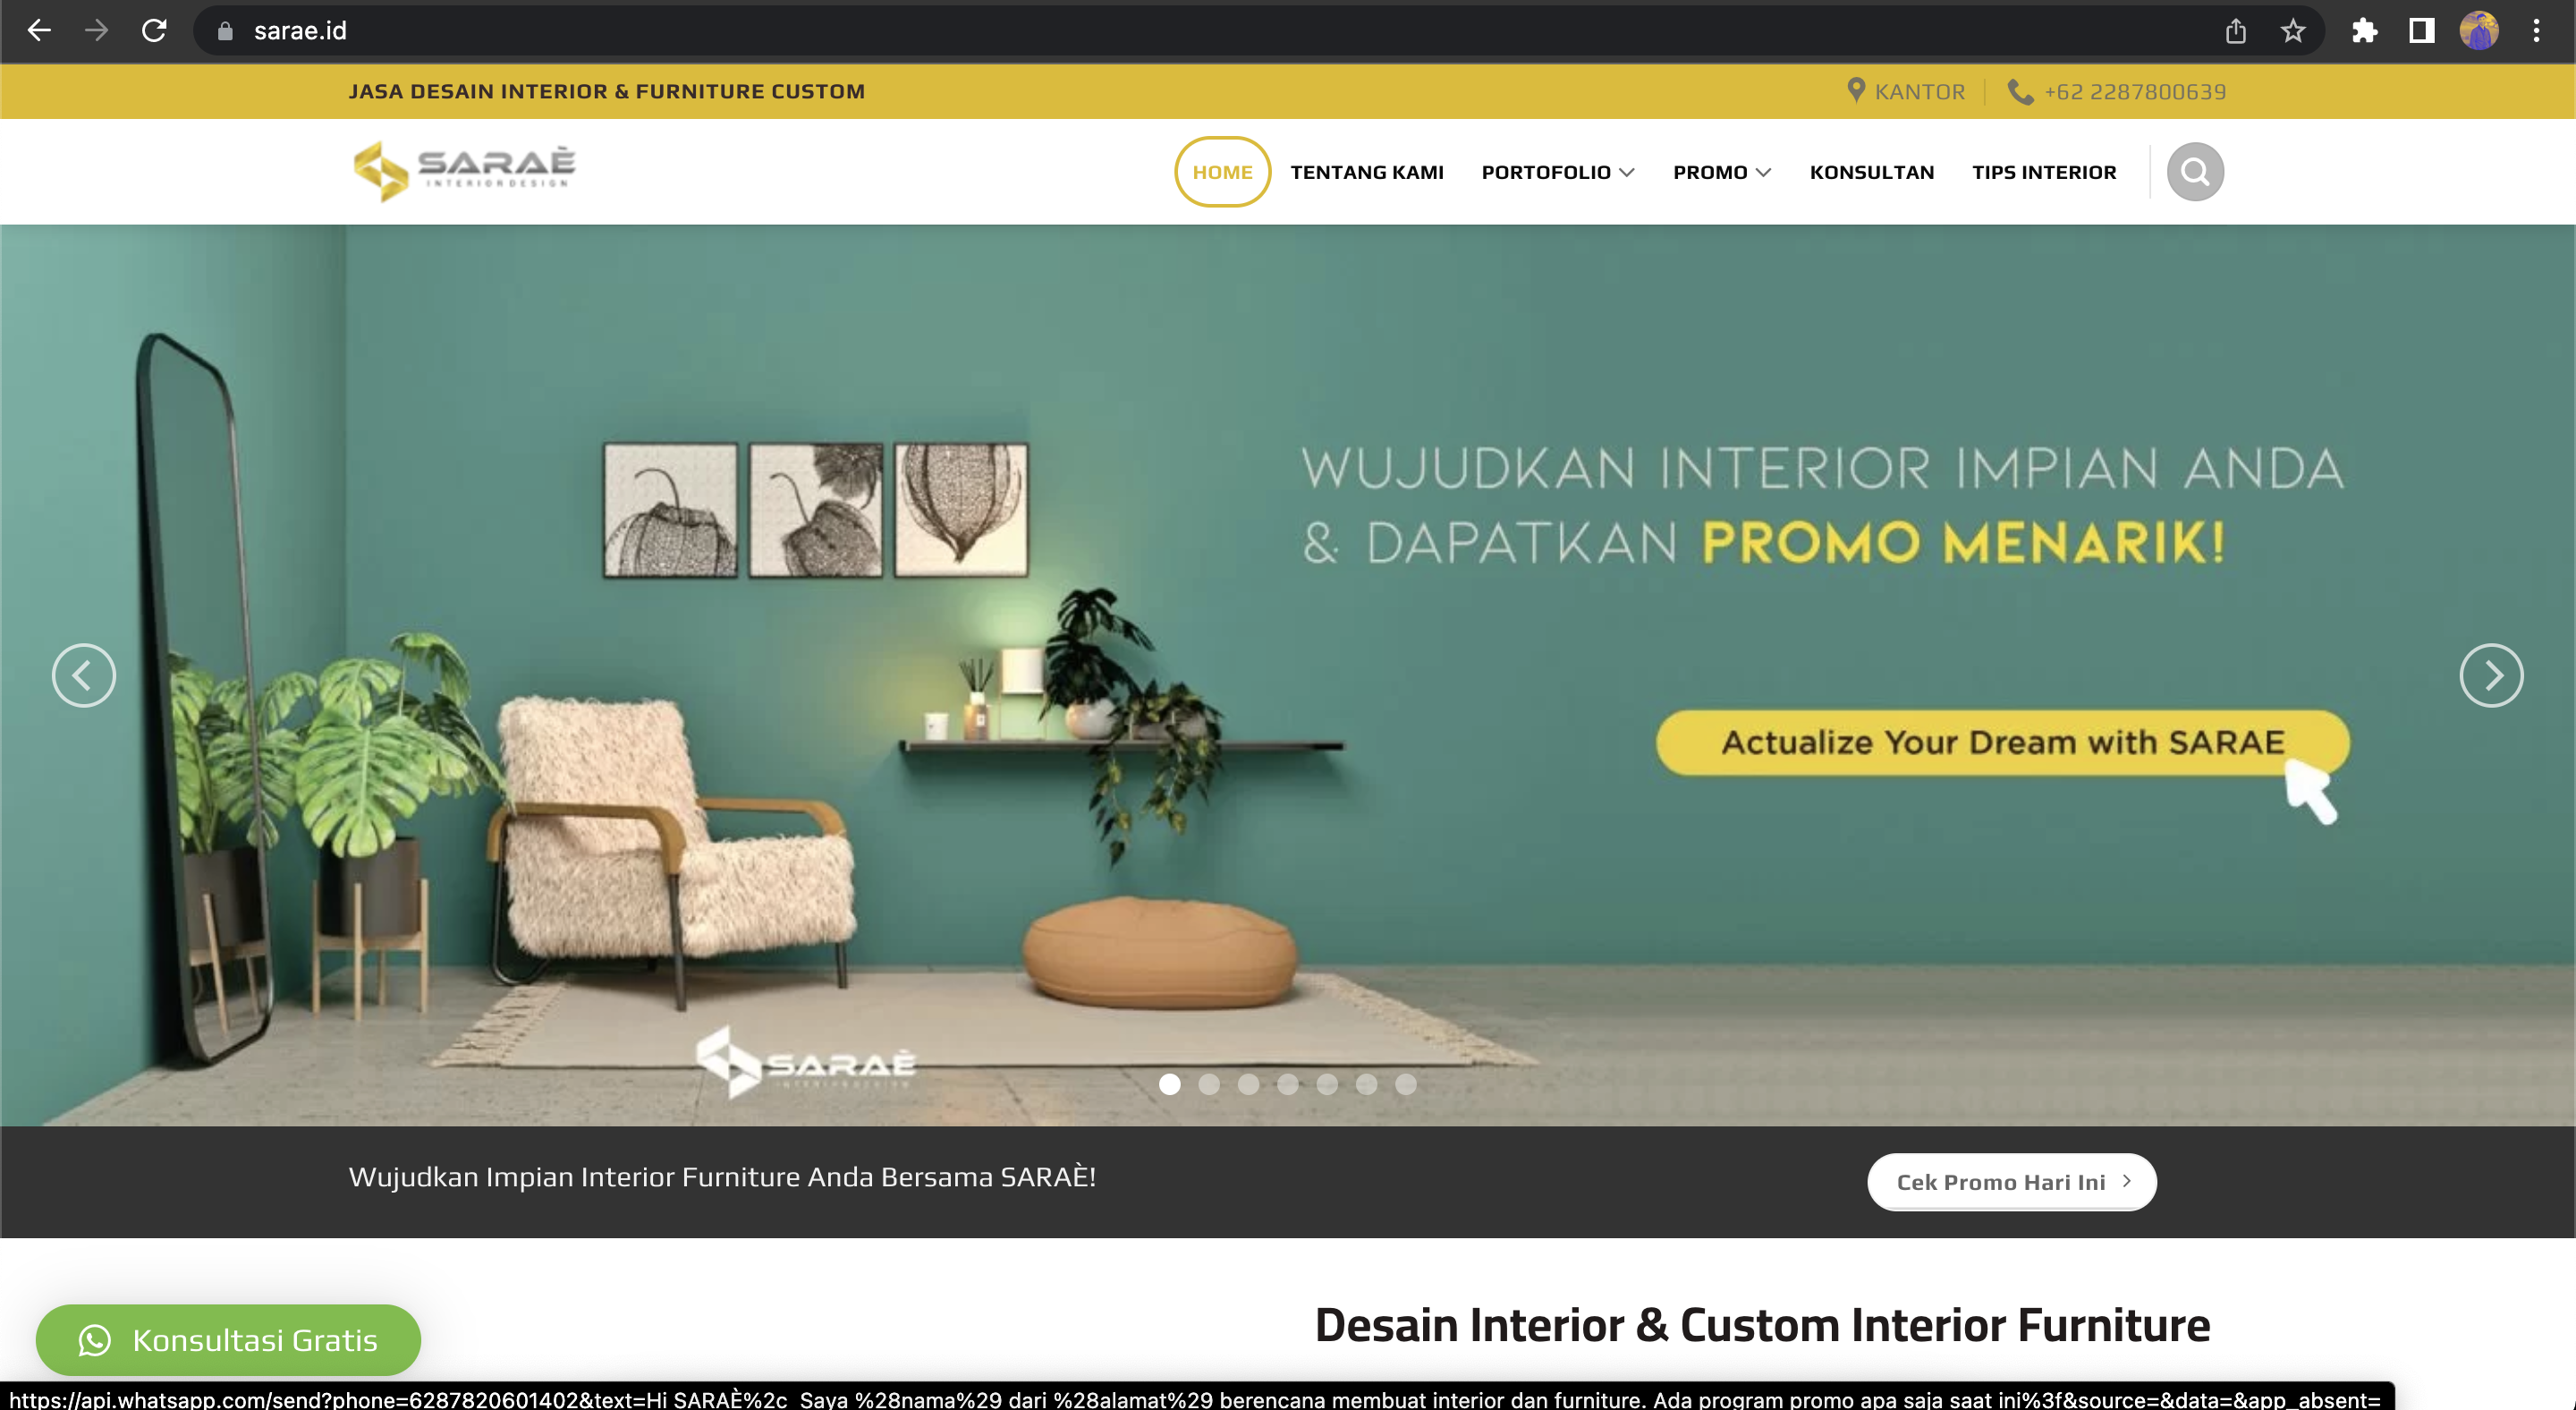 sarae.id
JASA DESAIN INTERIOR & FURNITURE CUSTOM
KANTOR
+62 2287800639
SARAÈ
INTERIORDESIGN
HOME
TENTANG KAMI
PORTOFOLIO
PROMO
KONSULTAN
TIPS INTERIOR
WUJUDKAN INTERIOR IMPIAN ANDA
& DAPATKAN PROMO MENARIK!
Actualize Your Dream with SARAE
SARAÈ
INTERIORDESIGN
Wujudkan Impian Interior Furniture Anda Bersama SARAÈ!
Cek Promo Hari Ini
Desain Interior & Custom Interior Furniture
Konsultasi Gratis
https://api.whatsapp.com/send?phone=6287820601402&text=Hi SARAÈ%2c  Saya %28nama%29 dari %28alamat%29 berencana membuat interior dan furniture. Ada program promo apa saja saat ini%3f&source=&data=&app_absent=